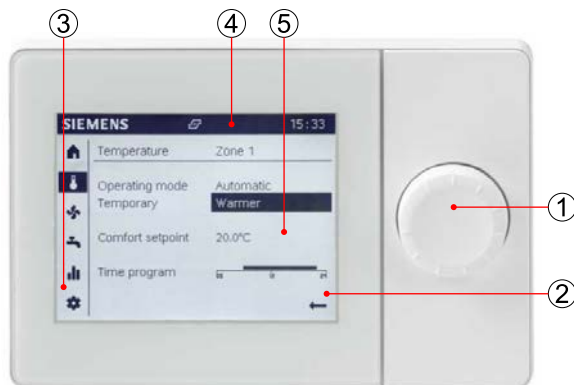 3
4
5
SIEMENS 15:33
Temperature Zone 1
Operating mode Automatic
Temporary Warmer
1
Comfort setpoint 20.0°C
Time program
2